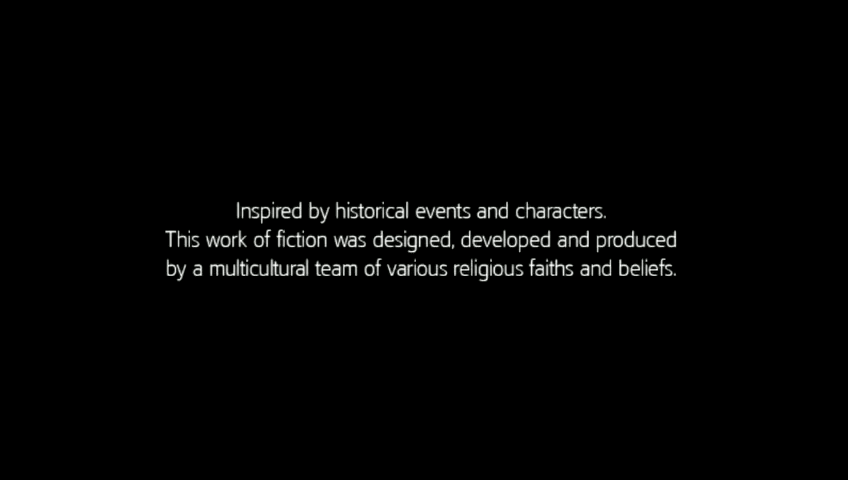 Inspired by historical events and characters.
This work of fiction was designed, developed and produced
by a multicultural team of various religious faiths and beliefs.